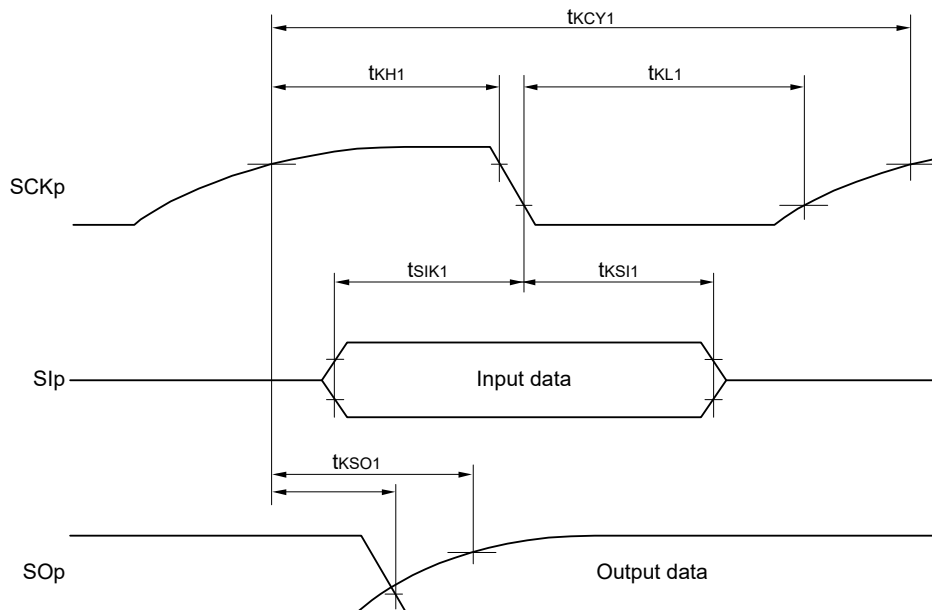 tKCY1
tKH1
tKL1
SCKp
tSIK1
tKSI1
SIp
Input data
tKSO1
SOp
Output data